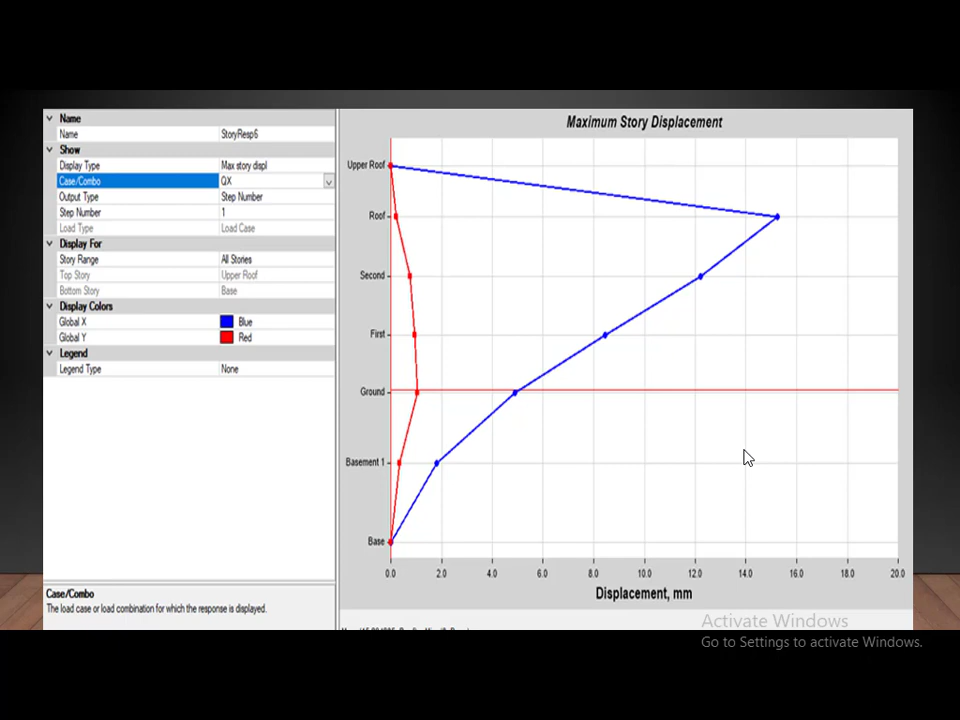 Name
Name StoryResp6
Show
Display Type Max story displ
Case/Combo QX
Output Type Step Number
Step Number 1
Load Type Load Case
Display For
Story Range All Stories
Top Story Upper Roof
Bottom Story Base
Display Colors
Global X Blue
Global Y Red
Legend
Legend Type None
Case/Combo
The load case or load combination for which the response is displayed.
Maximum Story Displacement
Upper Roof
Roof
Second
First
Ground
Basement 1
Base
0.0 2.0 4.0 6.0 8.0 10.0 12.0 14.0 16.0 18.0 20.0
Displacement, mm
Activate Windows
Go to Settings to activate Windows.